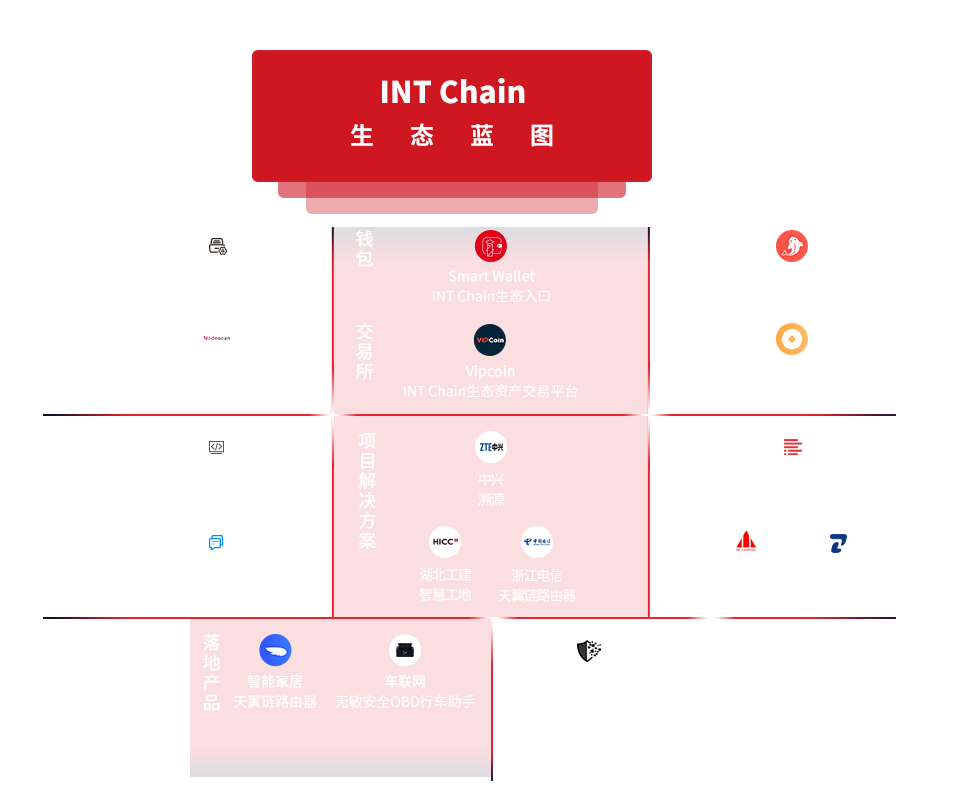 INT Chain
生态蓝图
钱包
Smart Wallet
INT Chain生态入口
交易所
VIPCoin
Vipcoin
INT Chain生态资产交易平台
Nodescan
项目解决方案
ZTE中兴
中兴
溯源
HICC
湖北工建
智慧工地
中国电信
浙江电信
天翼链路由器
落地产品
智能家居
天翼链路由器
车联网
无敏安全OBD行车助手